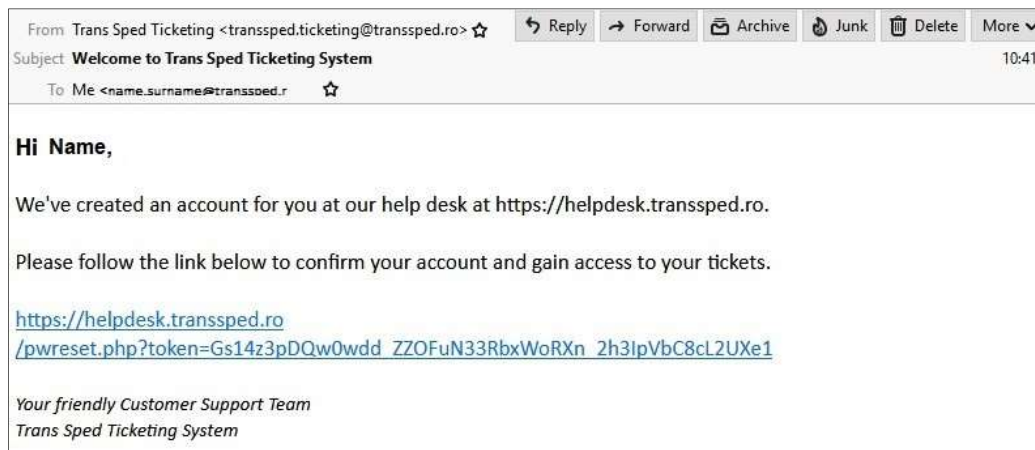 From Trans Sped Ticketing <transsped.ticketing@transsped.ro> Reply Forward Archive Junk Delete More
Subject Welcome to Trans Sped Ticketing System 10:41
To Me <name.surname@transsped.r
Hi Name,
We've created an account for you at our help desk at https://helpdesk.transsped.ro.
Please follow the link below to confirm your account and gain access to your tickets.
https://helpdesk.transsped.ro
/pwreset.php?token=Gs14z3pDQw0wdd_ZZOFuN33RbxWoRXn_2h3IpVbC8cL2UXe1
Your friendly Customer Support Team
Trans Sped Ticketing System